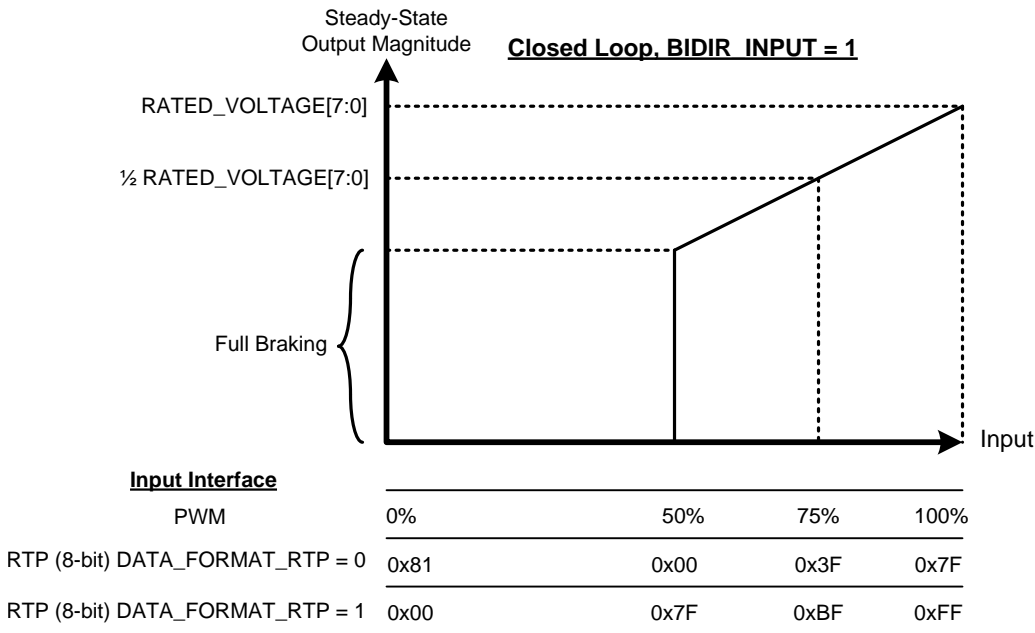 Steady-State
Output Magnitude
Closed Loop, BIDIR_INPUT = 1
RATED_VOLTAGE[7:0]
½ RATED_VOLTAGE[7:0]
Full Braking
Input
Input Interface
PWM 0% 50% 75% 100%
RTP (8-bit) DATA_FORMAT_RTP = 0 0x81 0x00 0x3F 0x7F
RTP (8-bit) DATA_FORMAT_RTP = 1 0x00 0x7F 0xBF 0xFF